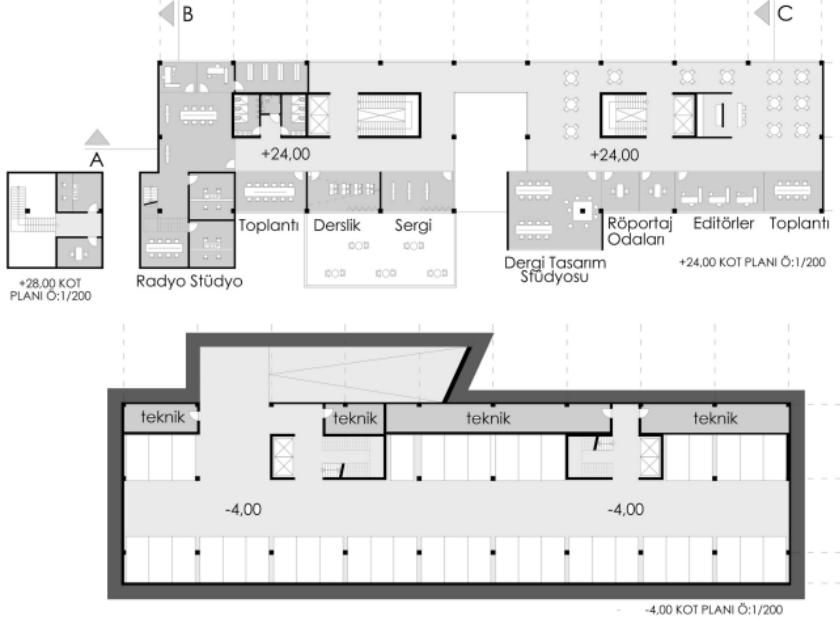 B
C
A
+24,00
+24,00
Toplantı
Derslik
Sergi
Röportaj
Odaları
Editörler
Toplantı
Radyo Stüdyo
Dergi Tasarım
Stüdyosu
+28,00 KOT
PLANI Ö:1/200
+24,00 KOT PLANI Ö:1/200
teknik
teknik
teknik
teknik
-4,00
-4,00
-4,00 KOT PLANI Ö:1/200